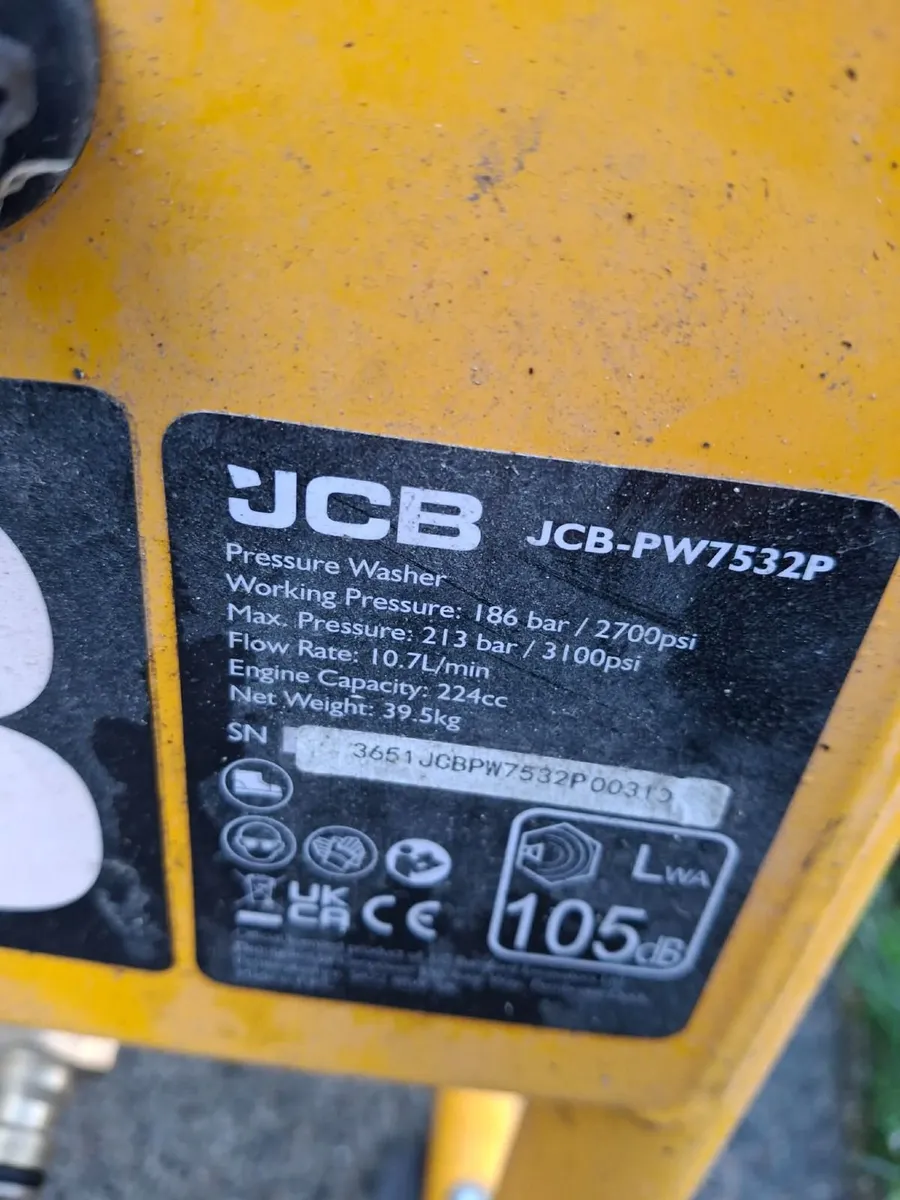 JCB JCB-PW7532P
Pressure Washer
Working Pressure: 186 bar / 2700psi
Max. Pressure: 213 bar / 3100psi
Flow Rate: 10.7L/min
Engine Capacity: 224cc
Net Weight: 39.5kg
SN
LWA
105dB
UK
CA CE